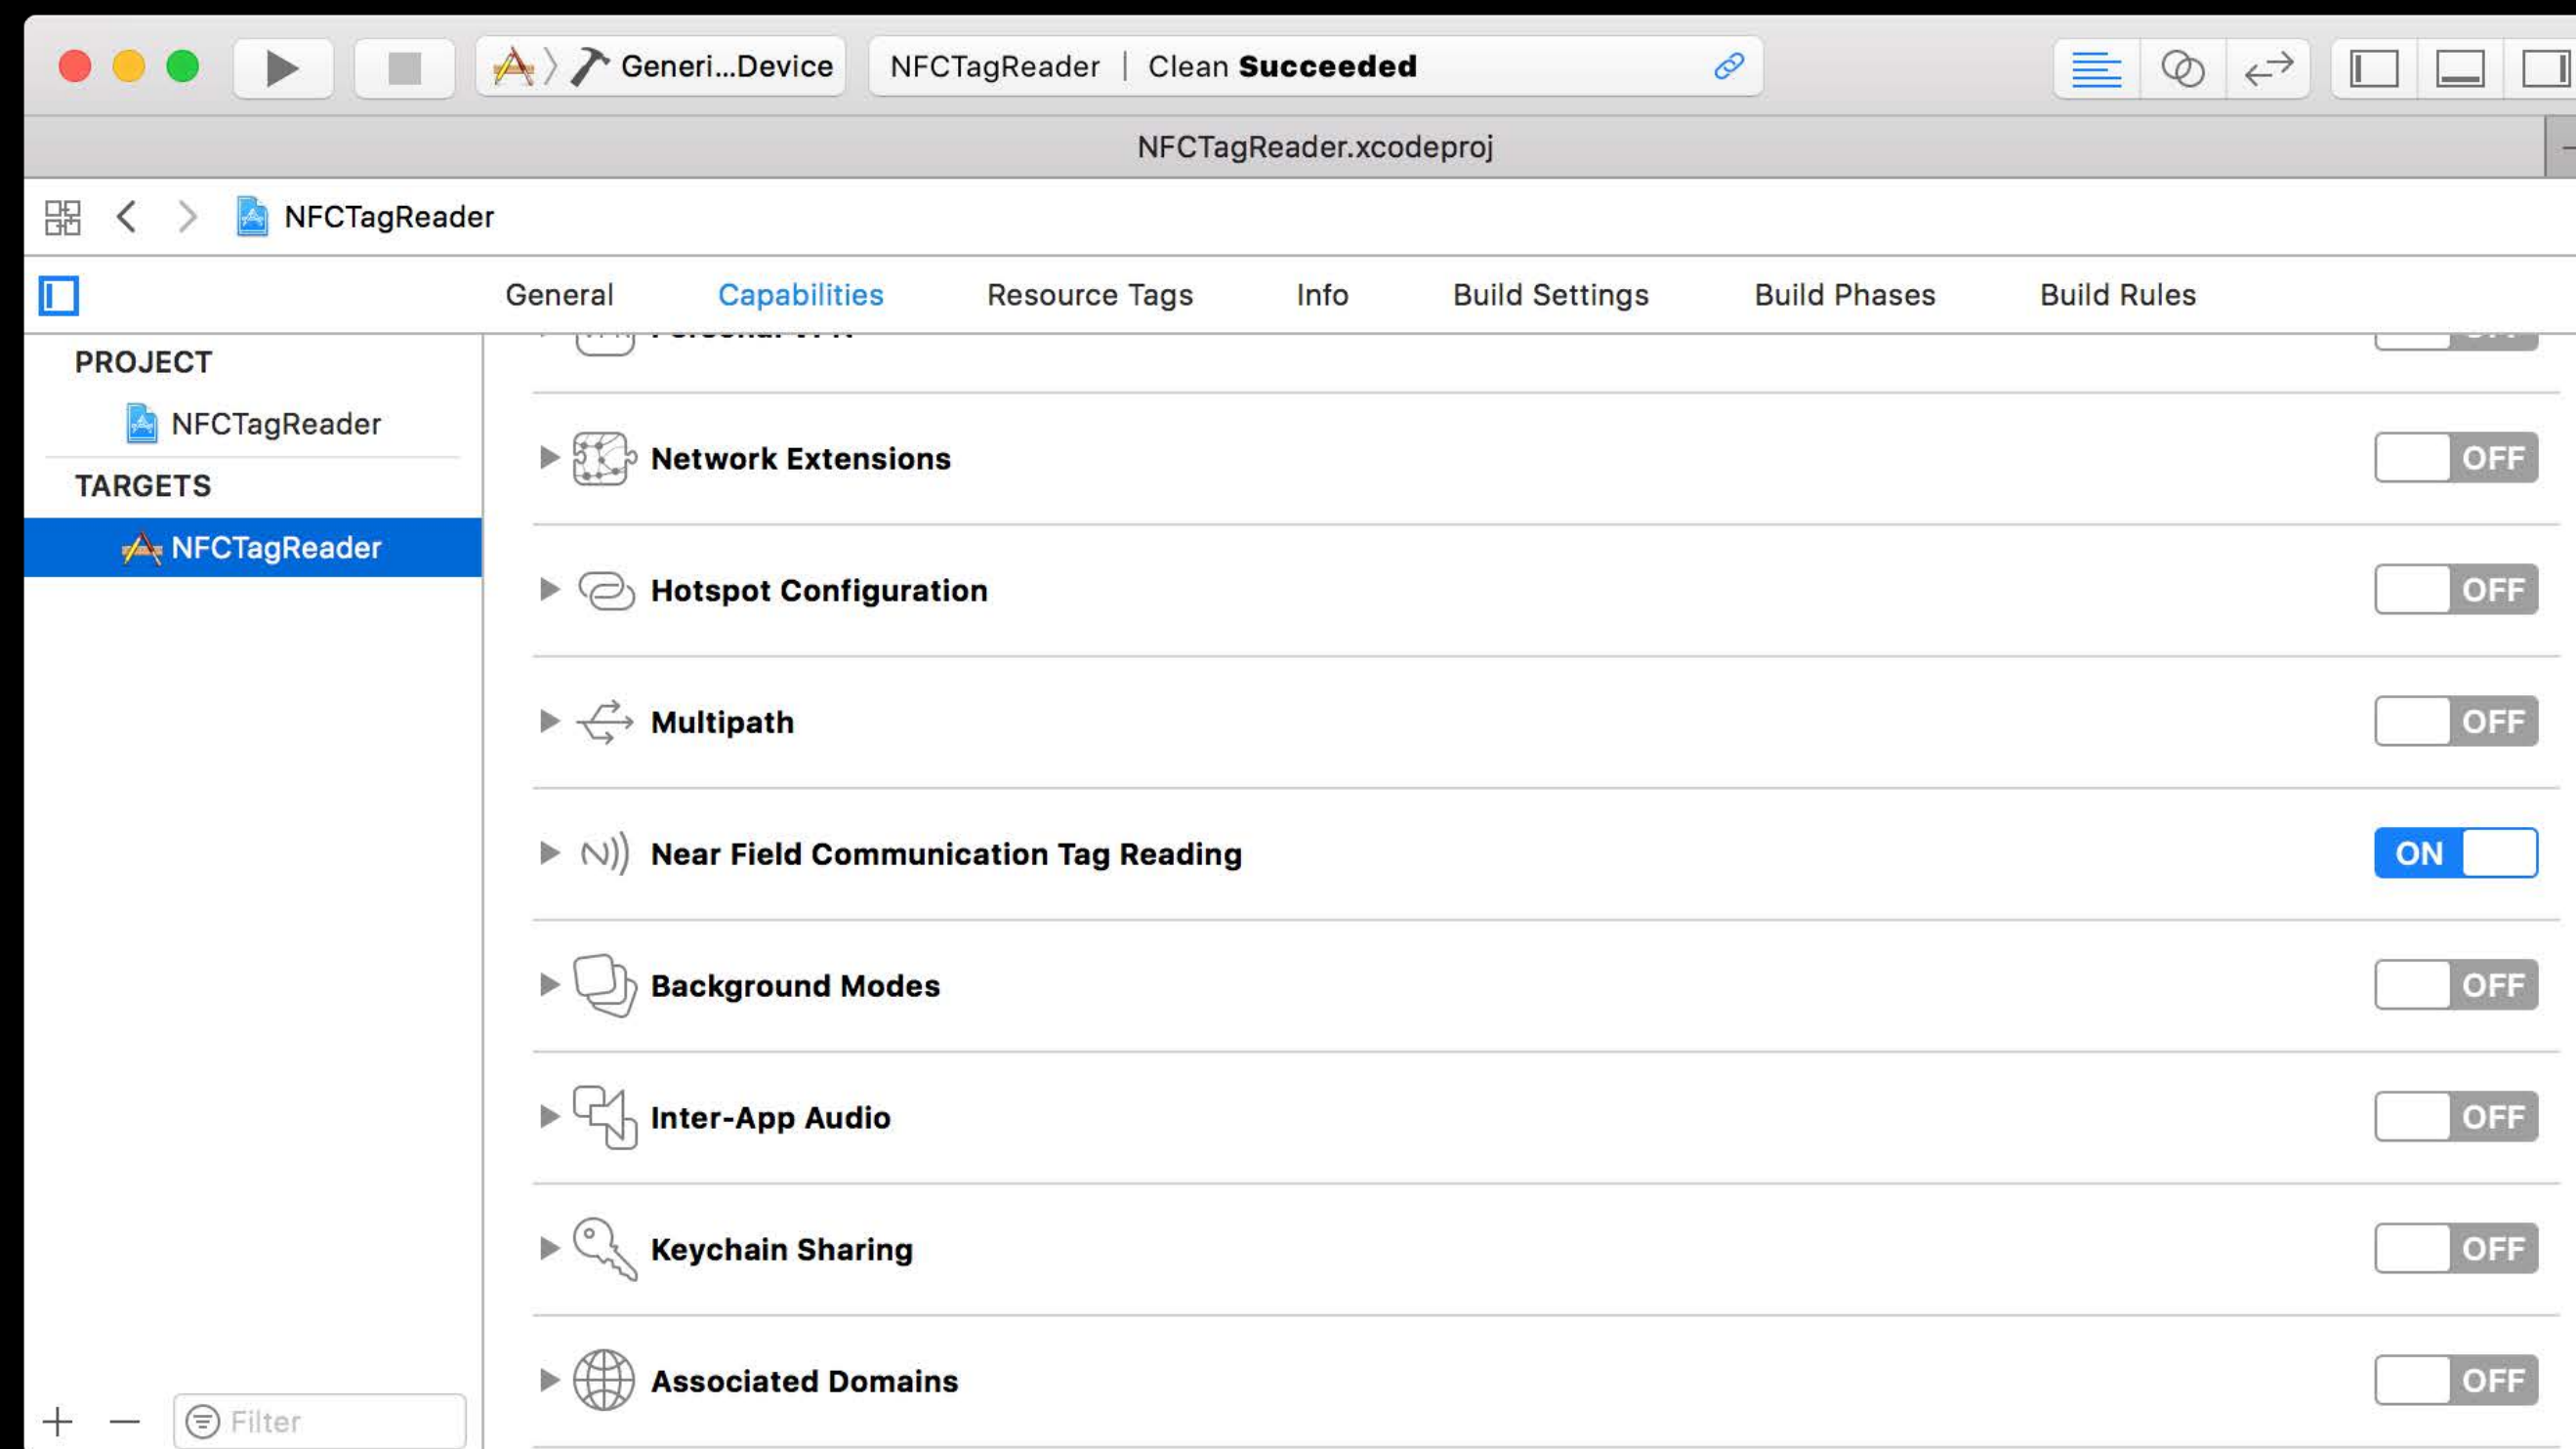 Generi...Device
NFCTagReader | Clean Succeeded
NFCTagReader.xcodeproj
NFCTagReader
General Capabilities Resource Tags Info Build Settings Build Phases Build Rules
PROJECT
NFCTagReader
TARGETS
NFCTagReader
Personal VPN
Network Extensions OFF
Hotspot Configuration OFF
Multipath OFF
Near Field Communication Tag Reading ON
Background Modes OFF
Inter-App Audio OFF
Keychain Sharing OFF
Associated Domains OFF
Filter